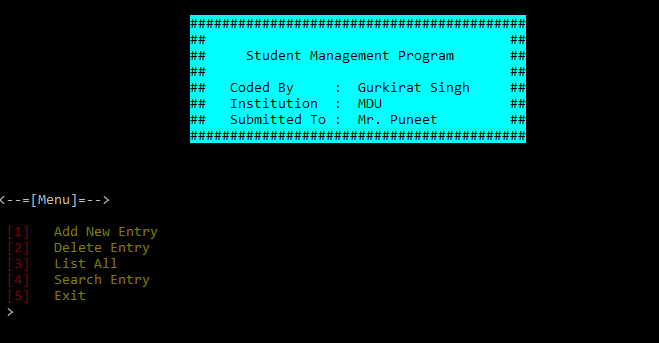 ##########################################
##                                      ##
##     Student Management Program       ##
##                                      ##
##   Coded By     :  Gurkirat Singh     ##
##   Institution  :  MDU                ##
##   Submitted To :  Mr. Puneet         ##
##########################################
<--=[Menu]=-->
[1]   Add New Entry
[2]   Delete Entry
[3]   List All
[4]   Search Entry
[5]   Exit
>